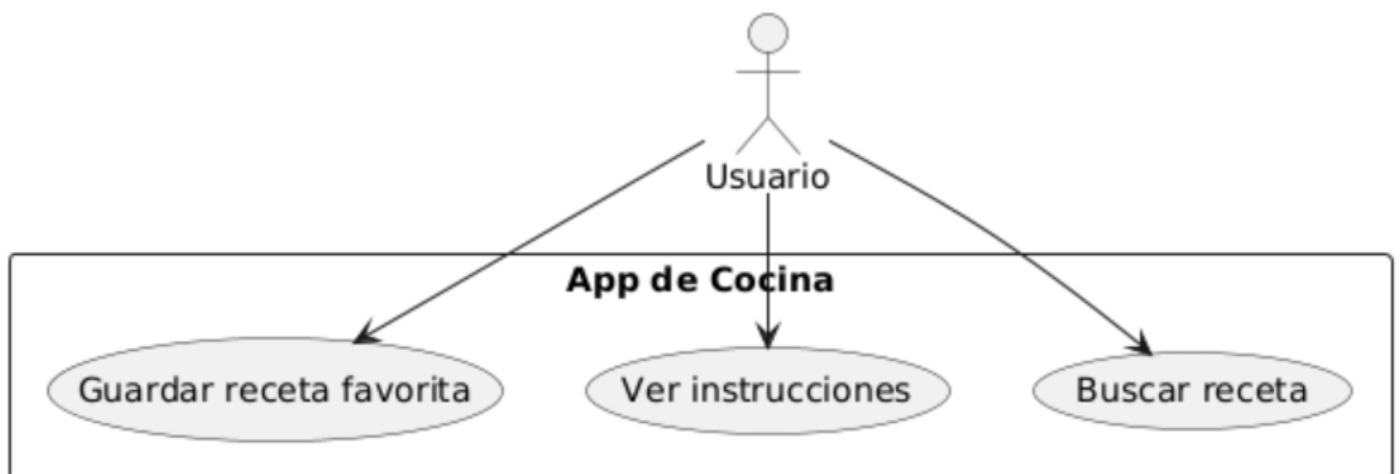 Usuario
App de Cocina
Guardar receta favorita
Ver instrucciones
Buscar receta